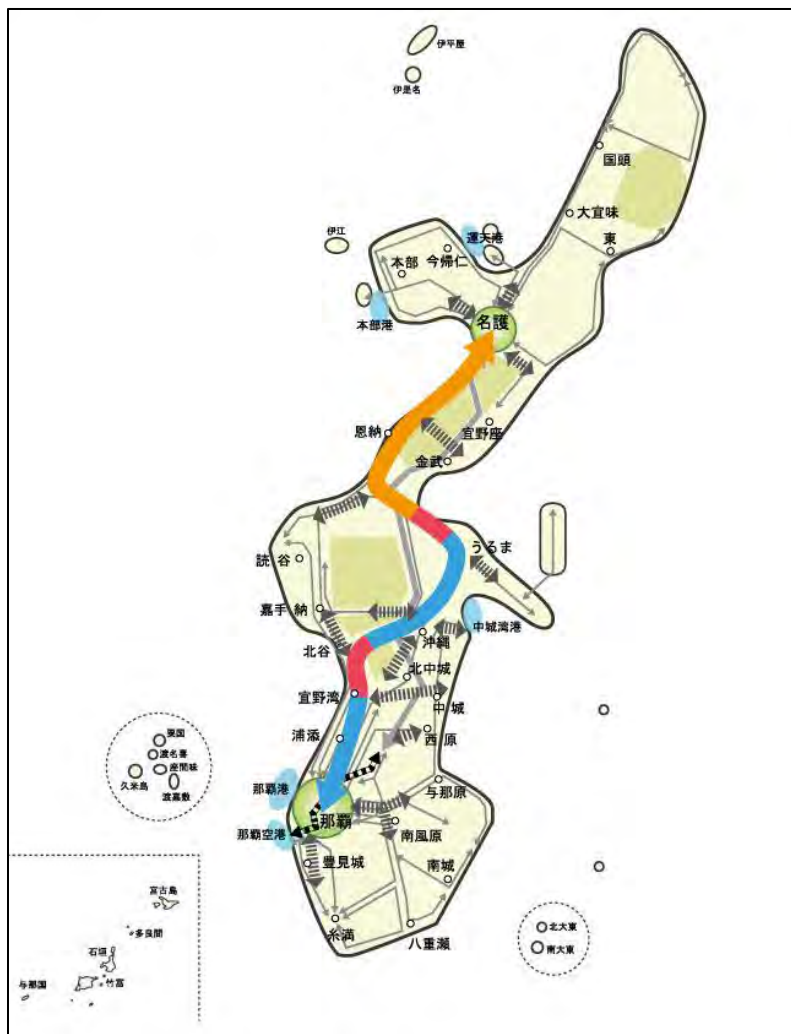 伊平屋
伊是名
国頭
大宜味
伊江
運天港
東
今帰仁
本部
本部港
名護
恩納
宜野座
金武
うるま
読谷
嘉手納
中城湾港
沖縄
北谷
北中城
宜野湾
中城
浦添
西原
粟国
渡名喜
座間味
久米島
渡嘉敷
与那原
那覇港
那覇
南風原
那覇空港
豊見城
南城
宮古島
糸満
八重瀬
北大東
多良間
南大東
石垣
竹富
与那国